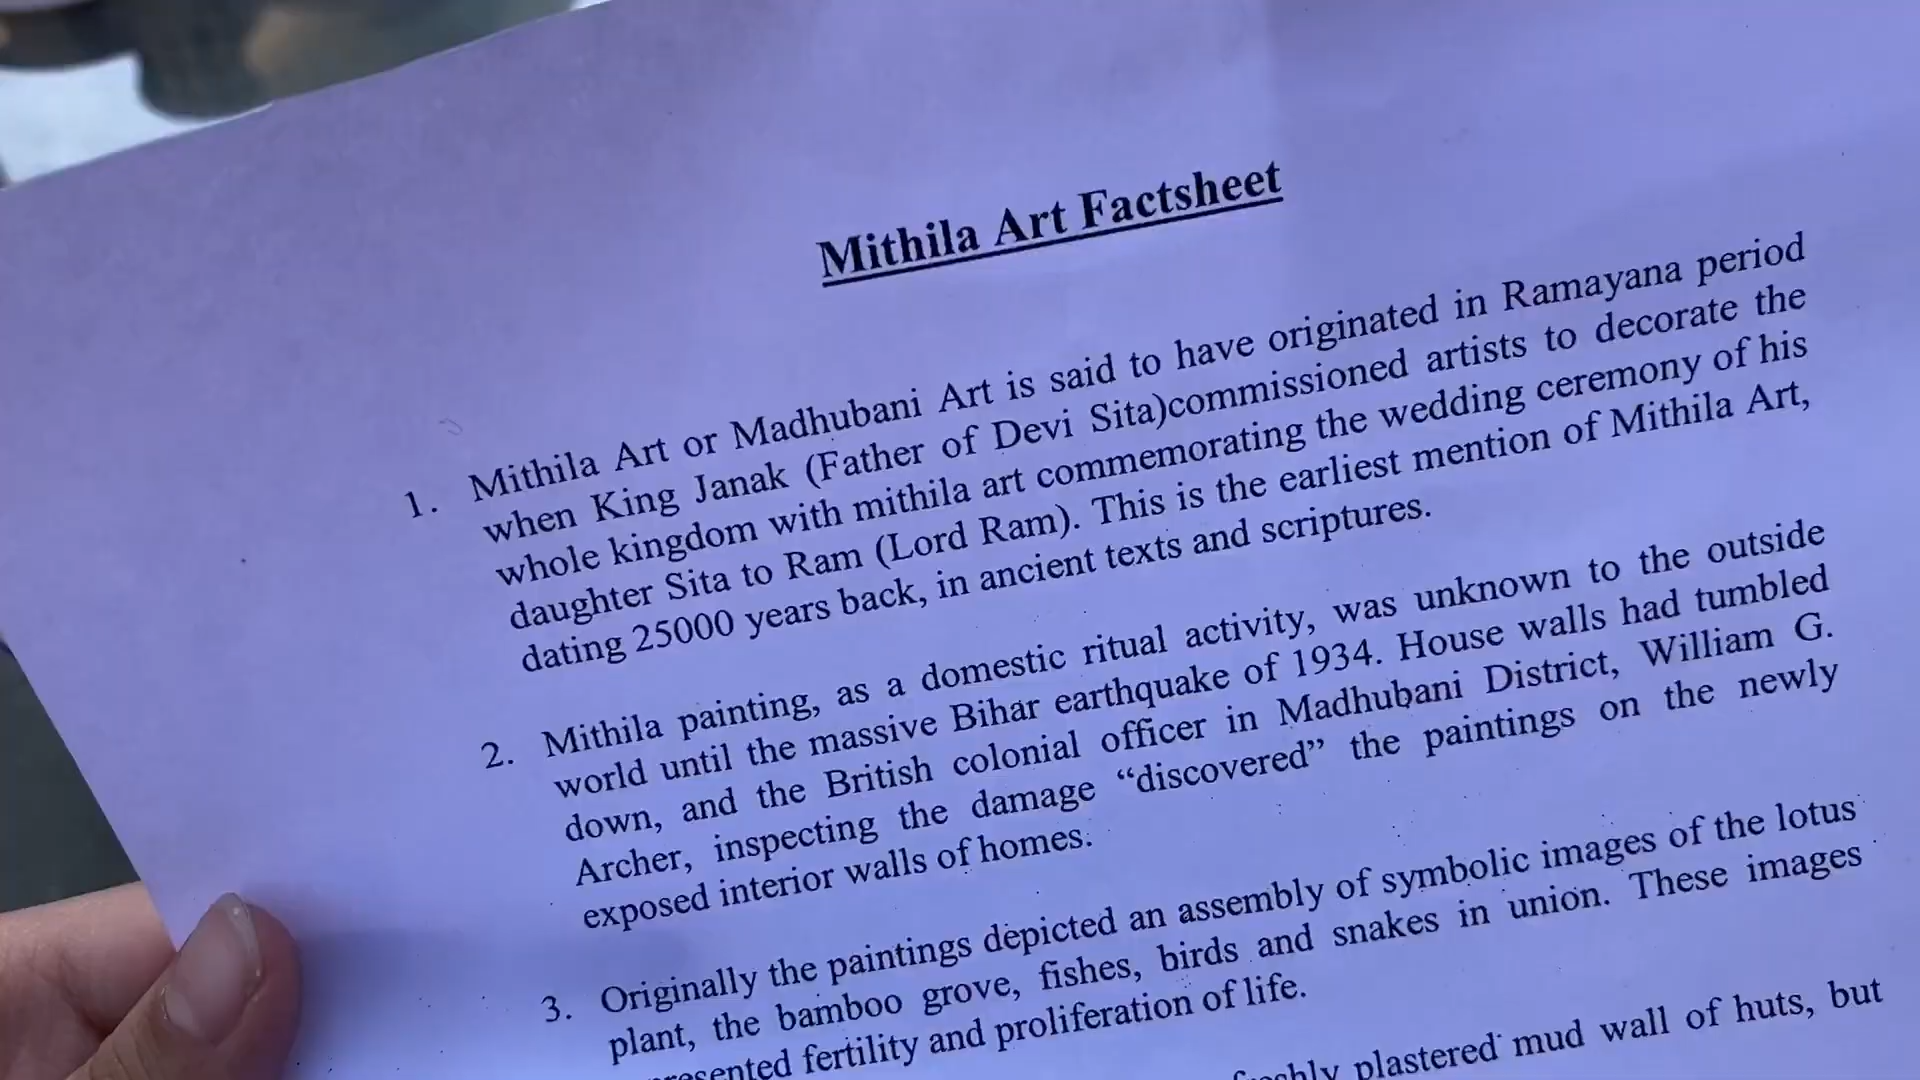 Mithila Art Factsheet
1. Mithila Art or Madhubani Art is said to have originated in Ramayana period
when King Janak (Father of Devi Sita)commissioned artists to decorate the
whole kingdom with mithila art commemorating the wedding ceremony of his
daughter Sita to Ram (Lord Ram). This is the earliest mention of Mithila Art,
dating 25000 years back, in ancient texts and scriptures.
2. Mithila painting, as a domestic ritual activity, was unknown to the outside
world until the massive Bihar earthquake of 1934. House walls had tumbled
down, and the British colonial officer in Madhubani District, William G.
Archer, inspecting the damage “discovered” the paintings on the newly
exposed interior walls of homes.
3. Originally the paintings depicted an assembly of symbolic images of the lotus
plant, the bamboo grove, fishes, birds and snakes in union. These images
fertility and proliferation of life.
plastered mud wall of huts, but